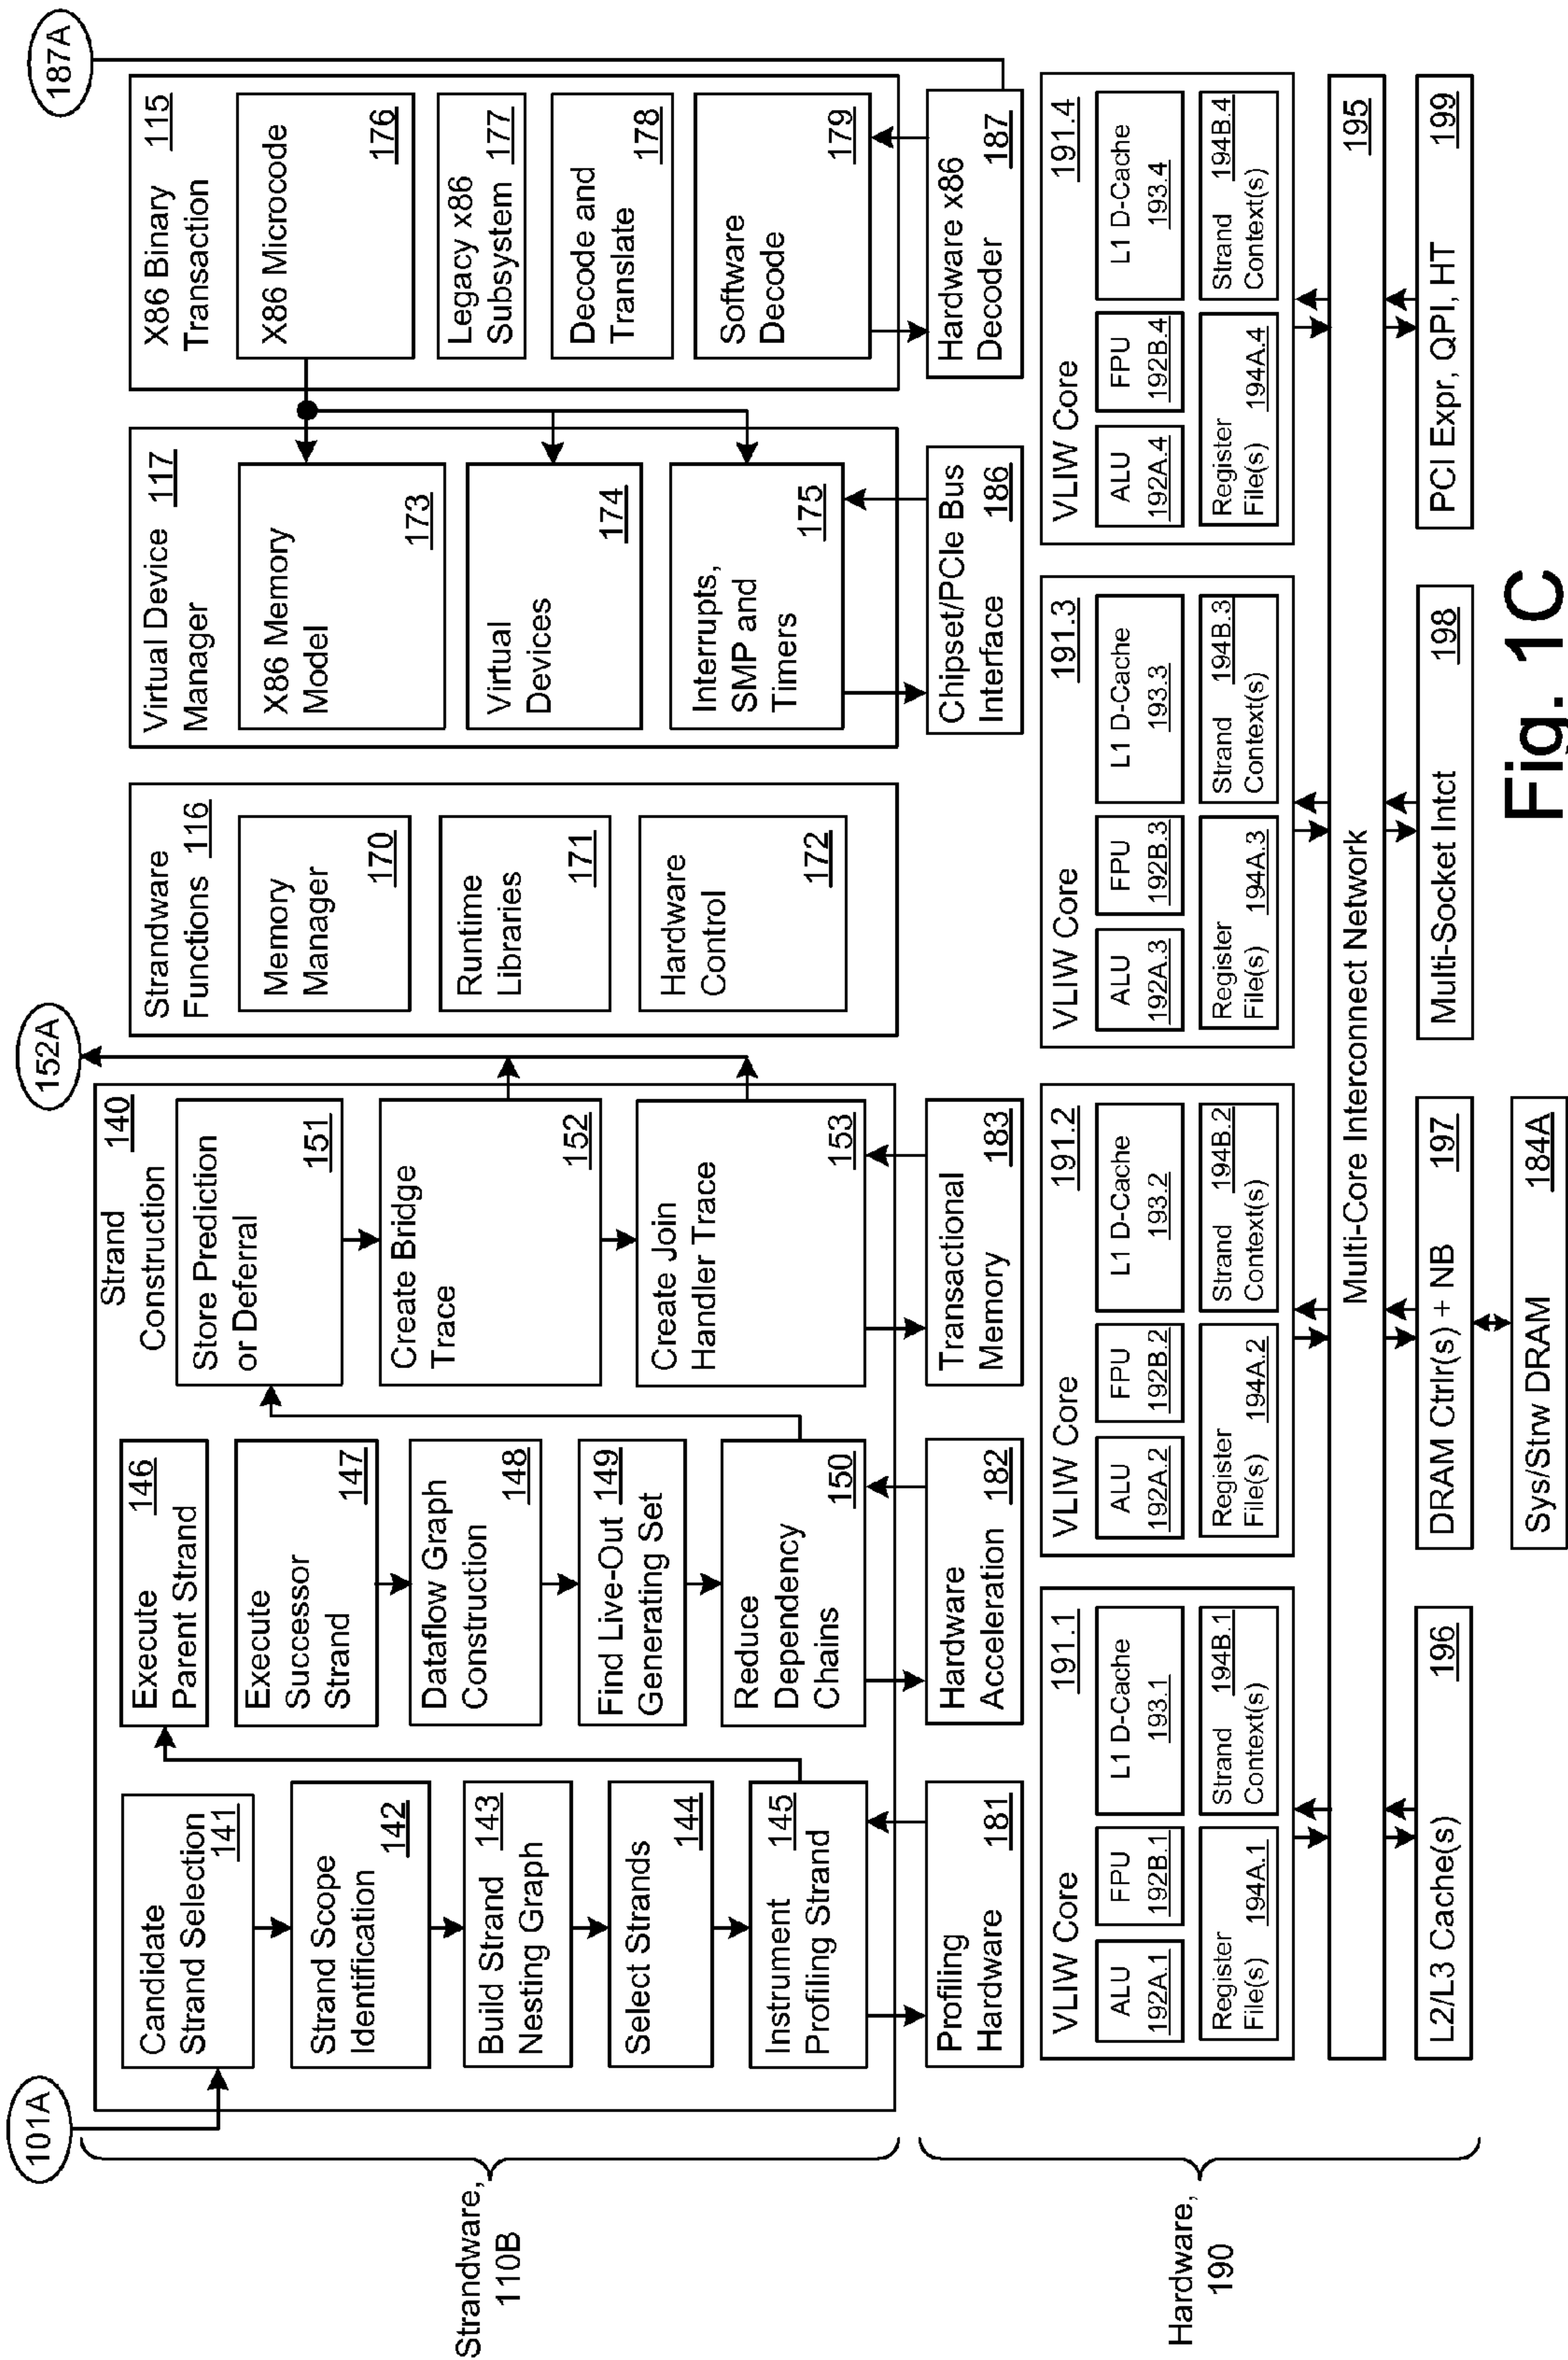 101A
152A
187A
Strandware,
110B
Strand
Construction
140
Candidate
Strand Selection
141
Strand Scope
Identification
142
Build Strand 143
Nesting Graph
Select Strands
144
Instrument 145
Profiling Strand
Execute 146
Parent Strand
Execute
Successor
Strand 147
Dataflow Graph
Construction 148
Find Live-Out 149
Generating Set
Reduce
Dependency
Chains 150
Store Prediction
or Deferral 151
Create Bridge
Trace 152
Create Join
Handler Trace
153
Strandware
Functions 116
Memory
Manager
170
Runtime
Libraries
171
Hardware
Control
172
Virtual Device
Manager 117
X86 Memory
Model
173
Virtual
Devices
174
Interrupts,
SMP and
Timers 175
X86 Binary 115
Transaction
X86 Microcode
176
Legacy x86
Subsystem 177
Decode and
Translate 178
Software
Decode
179
Hardware,
190
Profiling
Hardware 181
Hardware
Acceleration 182
Transactional
Memory 183
Chipset/PCIe Bus
Interface 186
Hardware x86
Decoder 187
VLIW Core 191.1
ALU
192A.1
FPU
192B.1
L1 D-Cache
193.1
Register
File(s) 194A.1
Strand 194B.1
Context(s)
VLIW Core 191.2
ALU
192A.2
FPU
192B.2
L1 D-Cache
193.2
Register
File(s) 194A.2
Strand 194B.2
Context(s)
VLIW Core 191.3
ALU
192A.3
FPU
192B.3
L1 D-Cache
193.3
Register
File(s) 194A.3
Strand 194B.3
Context(s)
VLIW Core 191.4
ALU
192A.4
FPU
192B.4
L1 D-Cache
193.4
Register
File(s) 194A.4
Strand 194B.4
Context(s)
Multi-Core Interconnect Network 195
L2/L3 Cache(s) 196
DRAM Ctrlr(s) + NB 197
Multi-Socket Intct 198
PCI Expr, QPI, HT 199
Sys/Strw DRAM 184A
Fig. 1C